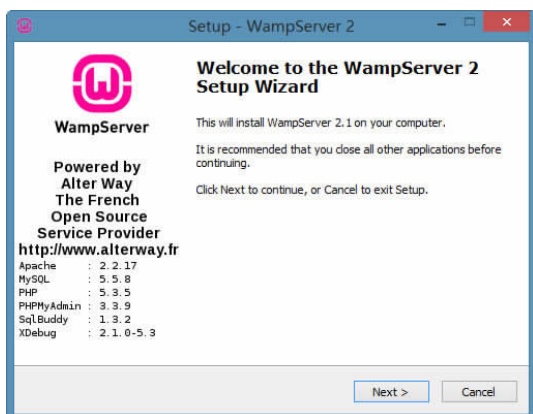 Setup - WampServer 2
WampServer
Powered by
Alter Way
The French
Open Source
Service Provider
http://www.alterway.fr
Apache : 2.2.17
MySQL : 5.5.8
PHP : 5.3.5
PHPMyAdmin : 3.3.9
SqlBuddy : 1.3.2
XDebug : 2.1.0-5.3
Welcome to the WampServer 2
Setup Wizard
This will install WampServer 2.1 on your computer.
It is recommended that you close all other applications before
continuing.
Click Next to continue, or Cancel to exit Setup.
Next >
Cancel